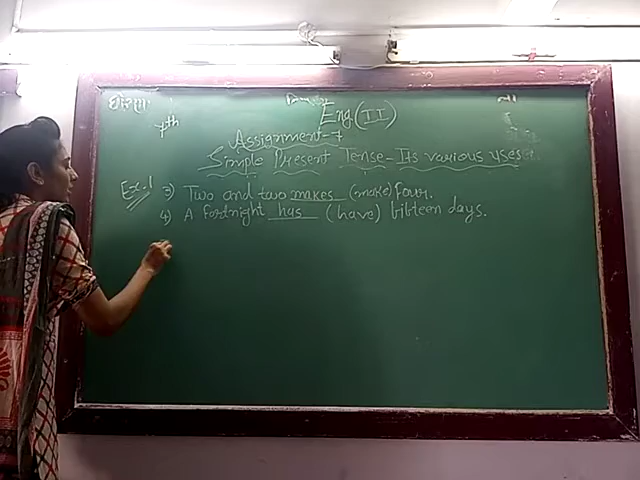 Eng (II)
Assignment-7
Simple Present Tense - Its various uses
Ex.1 3) Two and two makes (make) four.
4) A fortnight has (have) fifteen days.